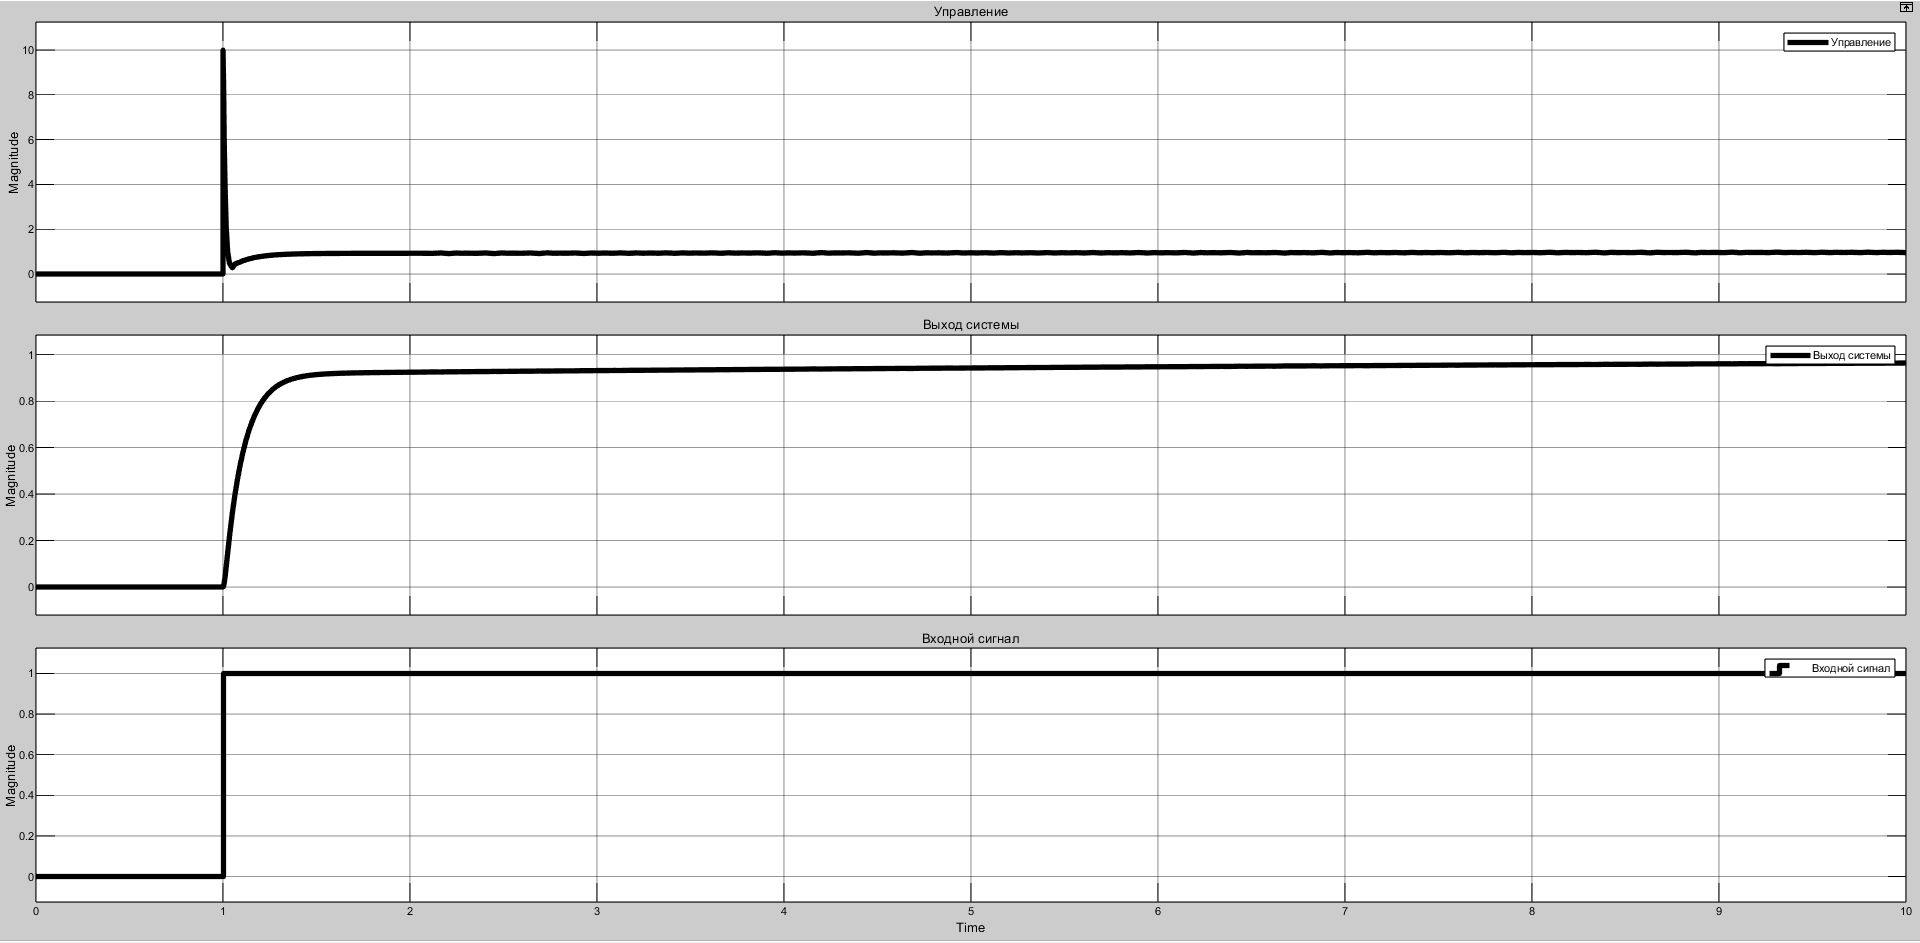 Управление
Управление
10
8
6
4
2
0
Magnitude
Выход системы
Выход системы
1
0.8
0.6
0.4
0.2
0
Magnitude
Входной сигнал
Входной сигнал
1
0.8
0.6
0.4
0.2
0
Magnitude
0 1 2 3 4 5 6 7 8 9 10
Time